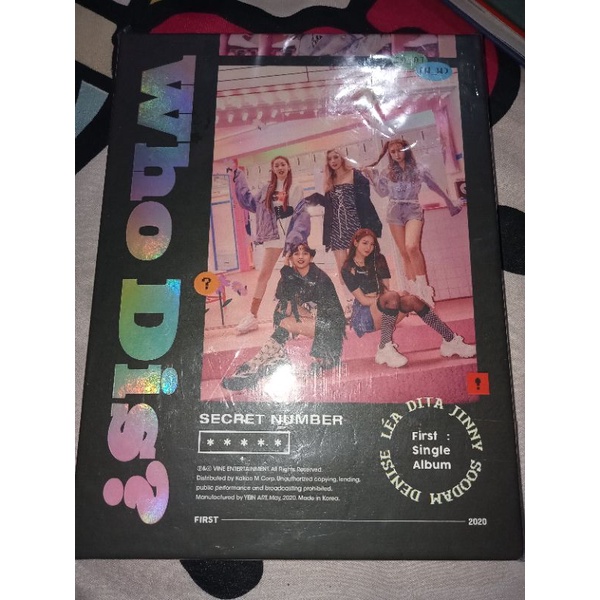 Who Dis?
?
!
SECRET NUMBER
* * * * *
LÉA DITA JINNY SOODAM DENISE
First :
Single
Album
Ⓟ&© VINE ENTERTAINMENT. All Rights Reserved.
Distributed by Kakao M Corp. Unauthorized copying, lending,
public performance and broadcasting prohibited.
Manufactured by YEIN ART, May, 2020. Made in Korea.
FIRST
2020